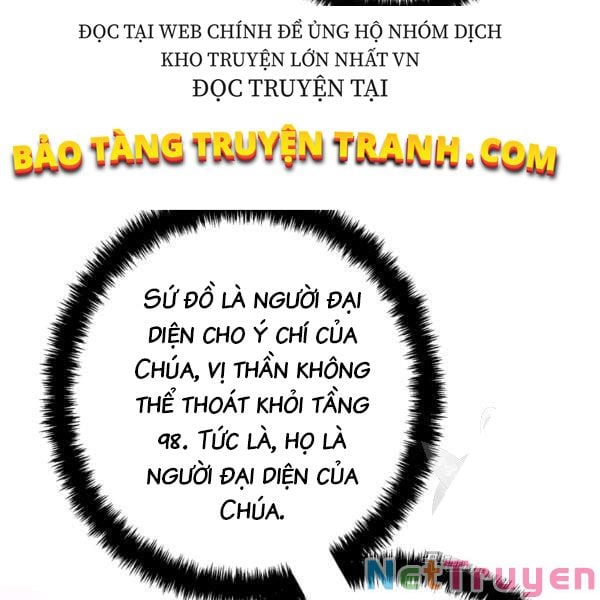 ĐỌC TẠI WEB CHÍNH ĐỂ ỦNG HỘ NHÓM DỊCH
KHO TRUYỆN LỚN NHẤT VN
ĐỌC TRUYỆN TẠI
BẢO TÀNG TRUYỆN TRANH.COM
SỨ ĐỒ LÀ NGƯỜI ĐẠI
DIỆN CHO Ý CHÍ CỦA
CHÚA, VỊ THẦN KHÔNG
THỂ THOÁT KHỎI TẦNG
98. TỨC LÀ, HỌ LÀ
NGƯỜI ĐẠI DIỆN CỦA
CHÚA.
NetTruyen